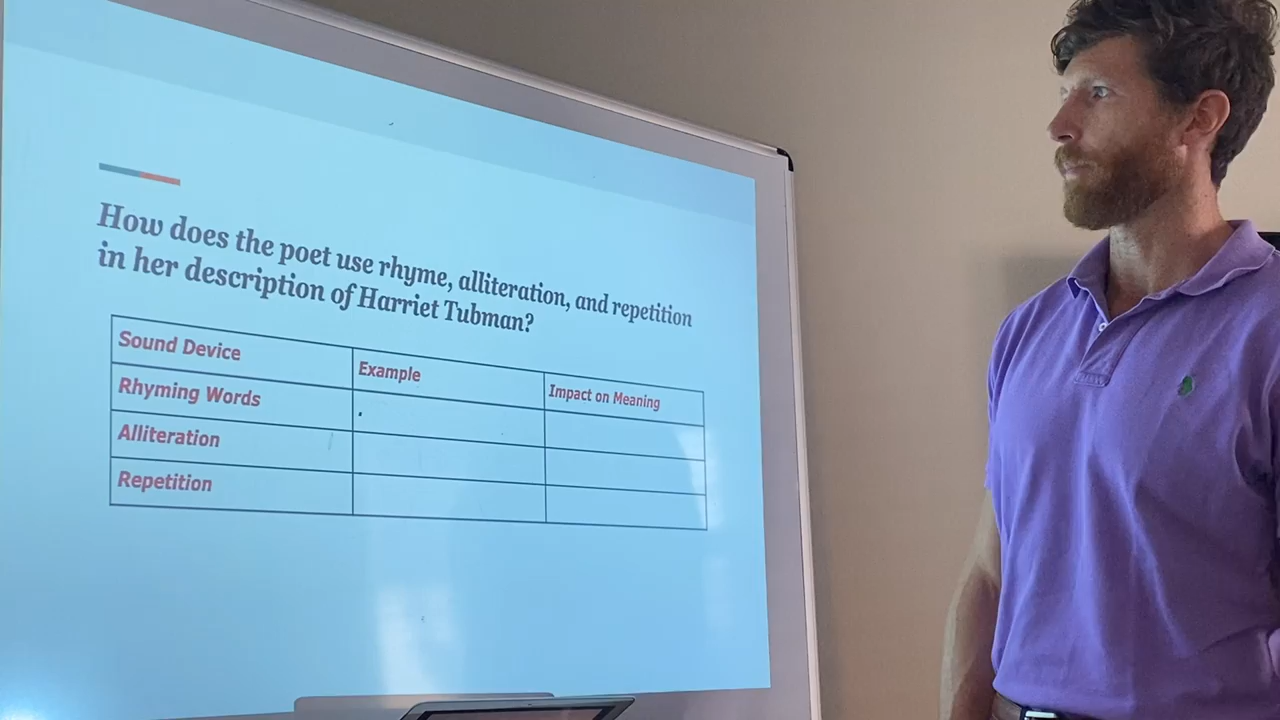 How does the poet use rhyme, alliteration, and repetition
in her description of Harriet Tubman?
Sound Device Example Impact on Meaning
Rhyming Words
Alliteration
Repetition